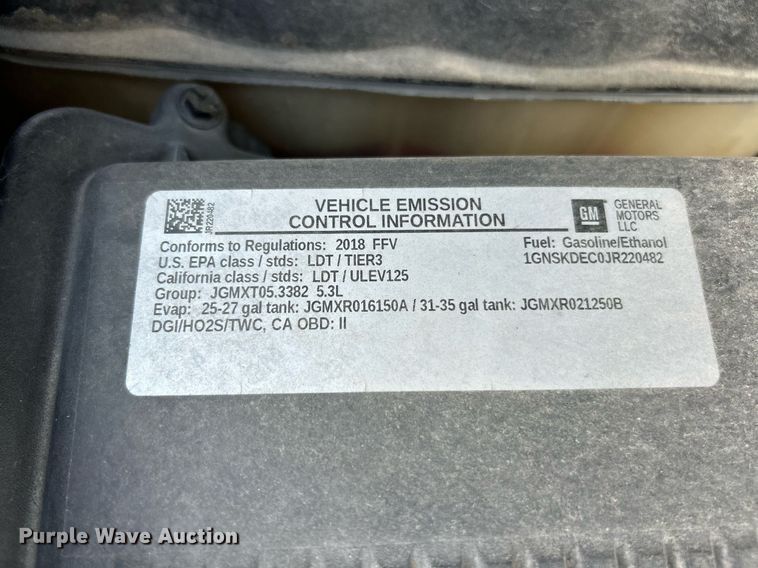 JR220482
VEHICLE EMISSION
CONTROL INFORMATION
GM
GENERAL
MOTORS
LLC
Conforms to Regulations: 2018 FFV
Fuel: Gasoline/Ethanol
U.S. EPA class / stds: LDT / TIER3
1GNSKDEC0JR220482
California class / stds: LDT / ULEV125
Group: JGMXT05.3382 5.3L
Evap: 25-27 gal tank: JGMXR016150A / 31-35 gal tank: JGMXR021250B
DGI/HO2S/TWC, CA OBD: II
Purple Wave Auction